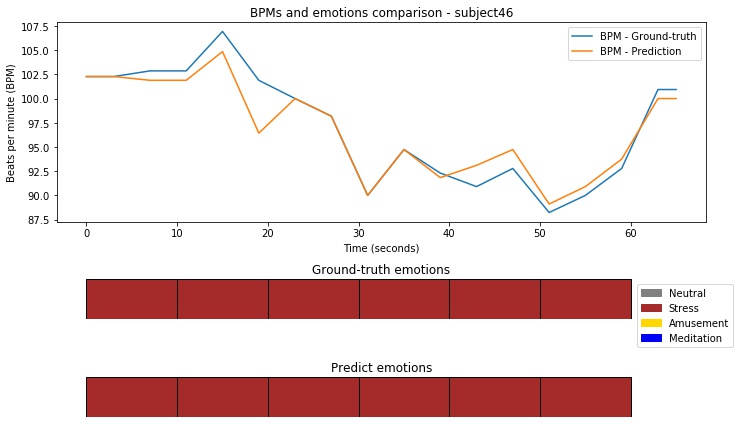 BPMs and emotions comparison - subject46
BPM - Ground-truth
BPM - Prediction
Beats per minute (BPM)
107.5
105.0
102.5
100.0
97.5
95.0
92.5
90.0
87.5
0 10 20 30 40 50 60
Time (seconds)
Ground-truth emotions
Neutral
Stress
Amusement
Meditation
Predict emotions